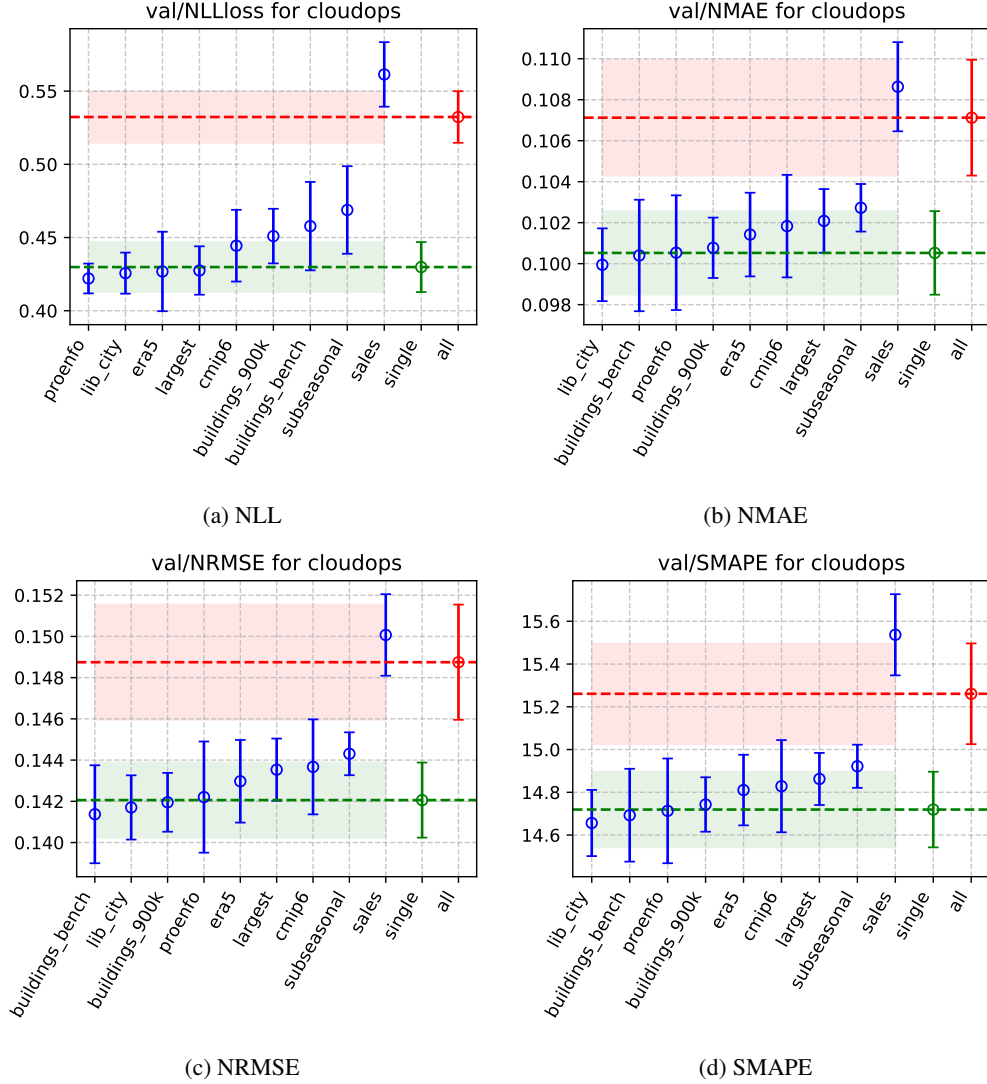 val/NLLloss for cloudops
0.55
0.50
0.45
0.40
proenfo
lib_city
era5
largest
cmip6
buildings_900k
buildings_bench
subseasonal
sales
single
all
(a) NLL
val/NMAE for cloudops
0.110
0.108
0.106
0.104
0.102
0.100
0.098
lib_city
buildings_bench
proenfo
buildings_900k
era5
cmip6
largest
subseasonal
sales
single
all
(b) NMAE
val/NRMSE for cloudops
0.152
0.150
0.148
0.146
0.144
0.142
0.140
buildings_bench
lib_city
buildings_900k
proenfo
era5
largest
cmip6
subseasonal
sales
single
all
(c) NRMSE
val/SMAPE for cloudops
15.6
15.4
15.2
15.0
14.8
14.6
lib_city
buildings_bench
proenfo
buildings_900k
era5
cmip6
largest
subseasonal
sales
single
all
(d) SMAPE